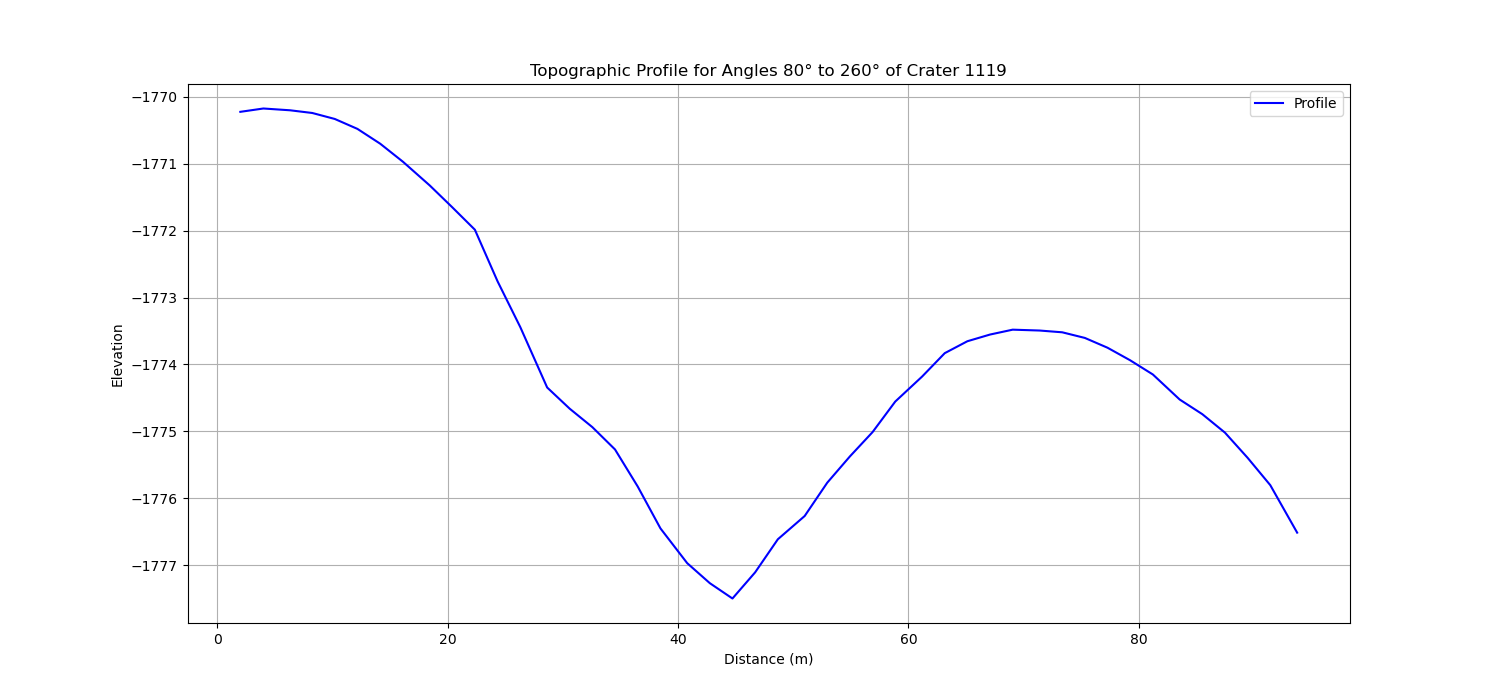 Topographic Profile for Angles 80° to 260° of Crater 1119
Profile
−1770
−1771
−1772
−1773
−1774
−1775
−1776
−1777
Elevation
0 20 40 60 80
Distance (m)